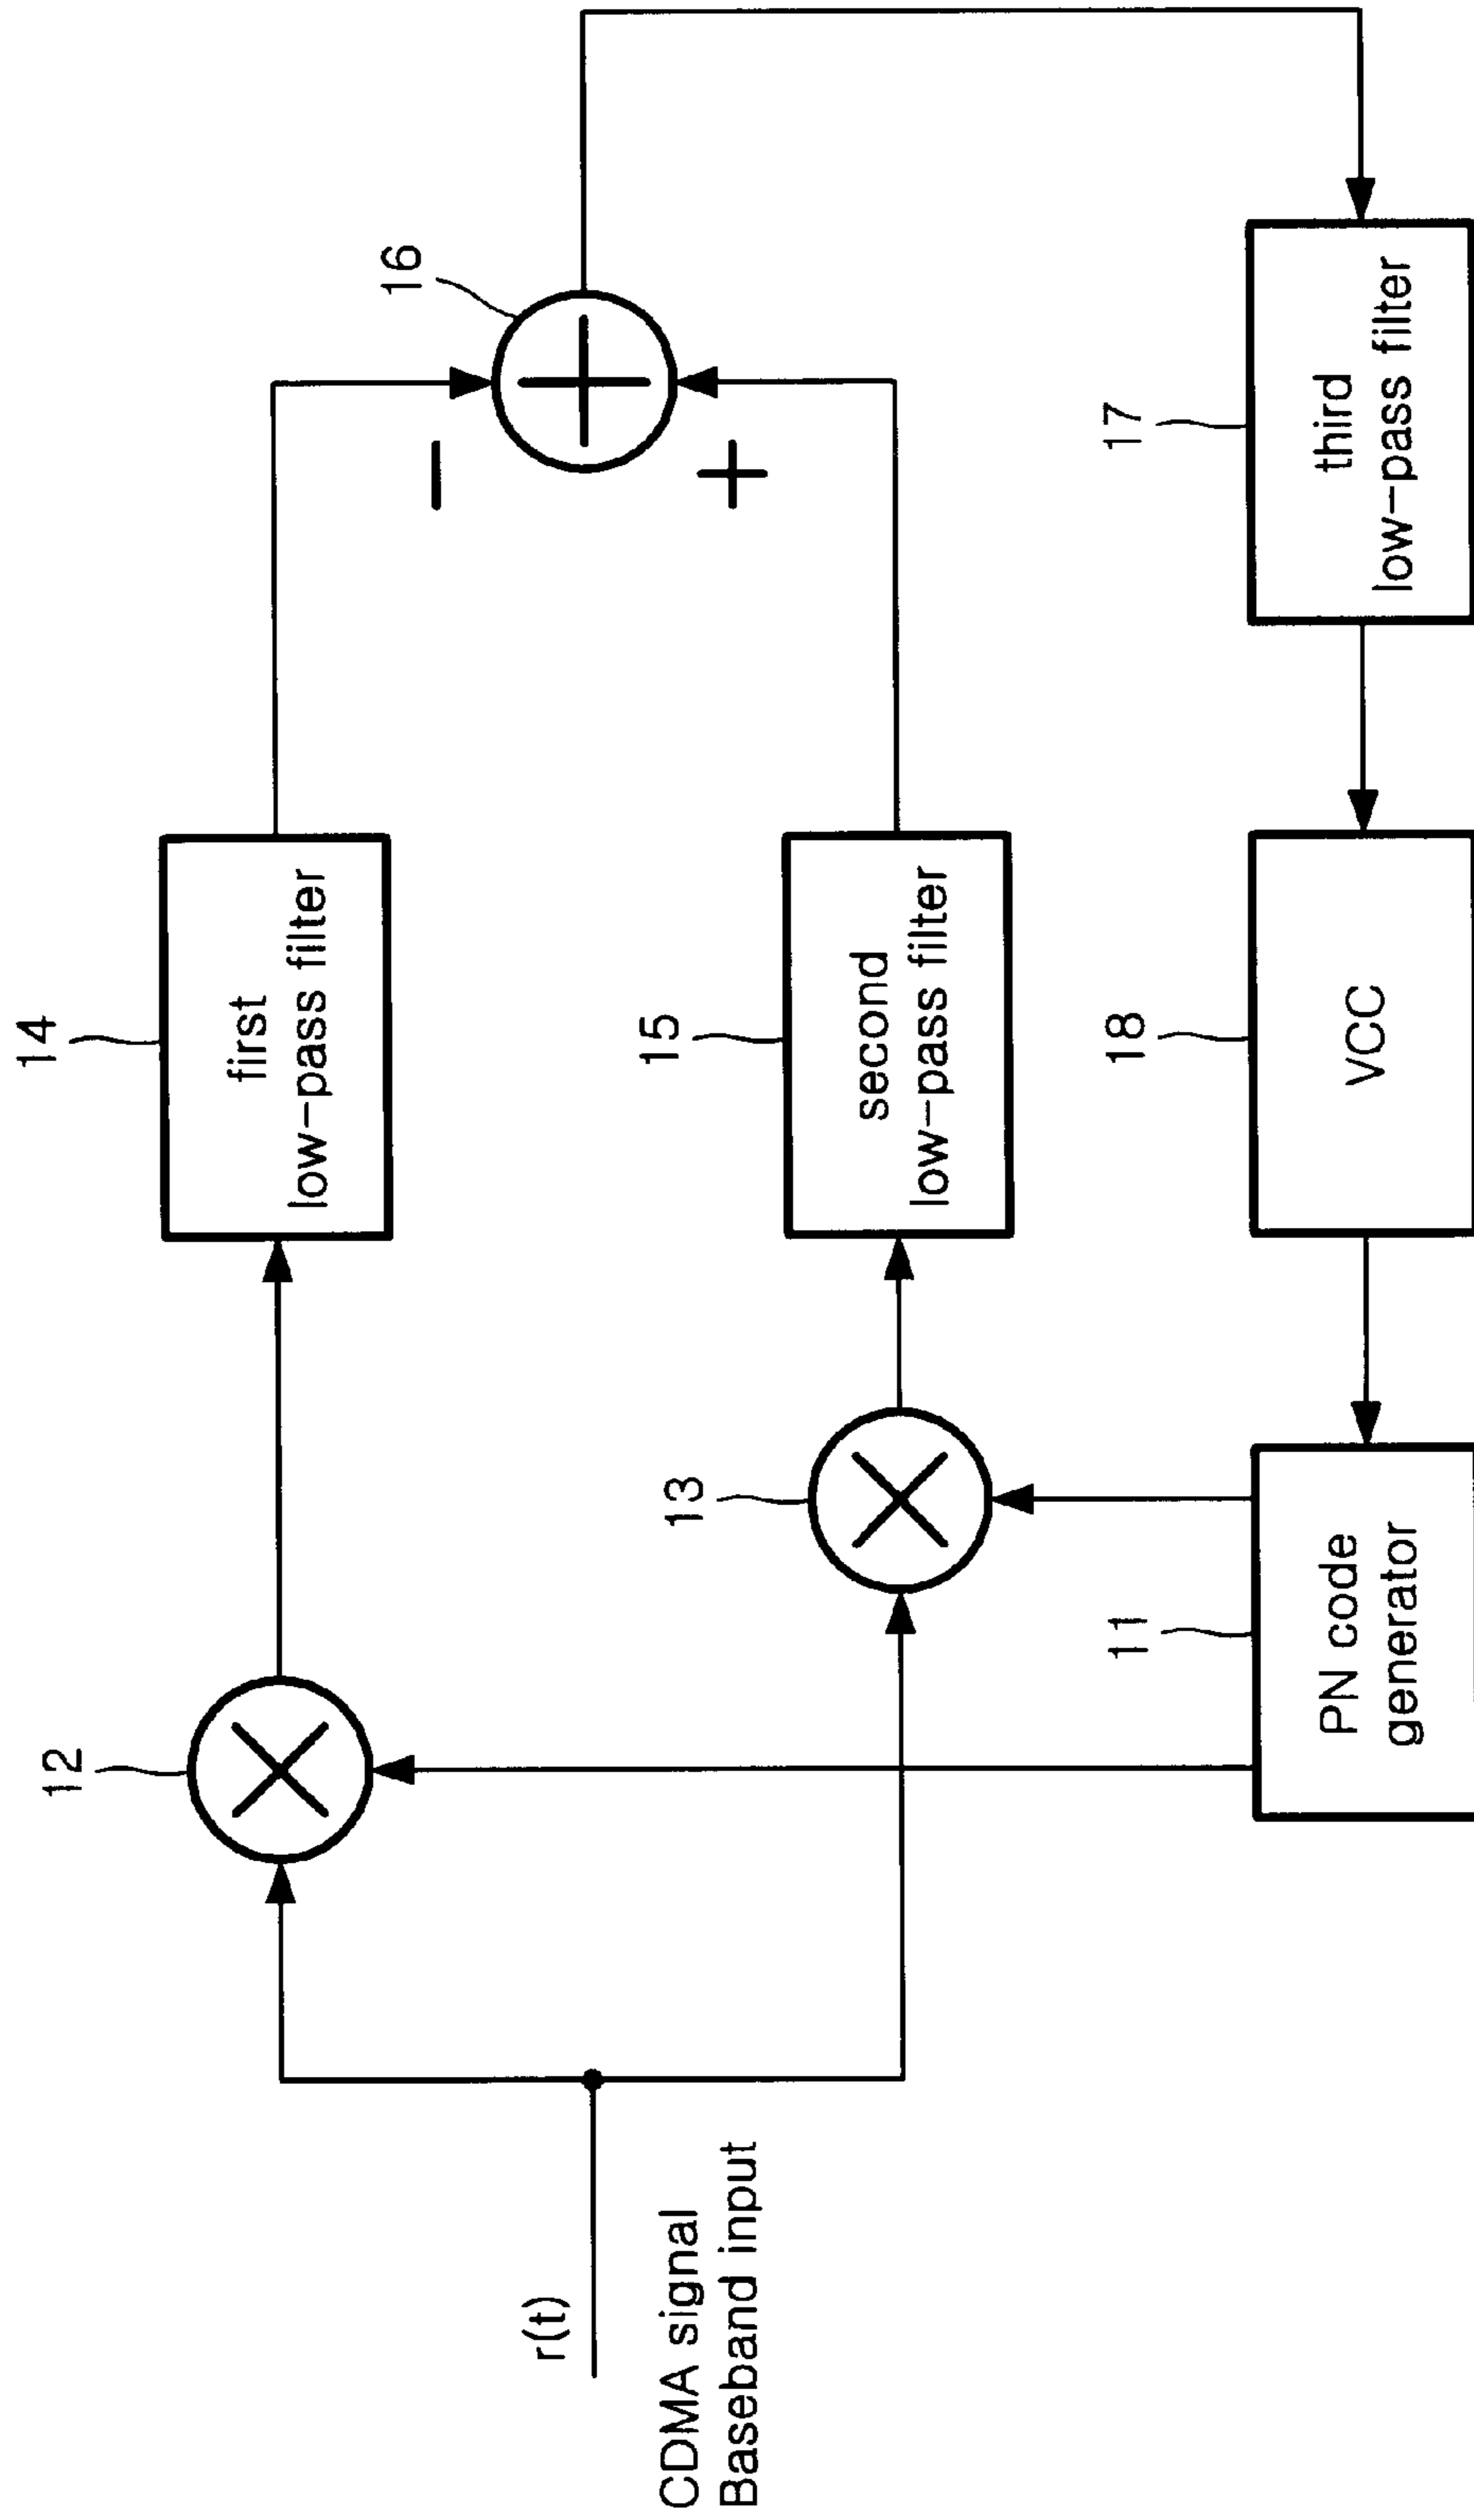 12
14
first
low-pass filter
16
−
+
r(t)
CDMA signal
Baseband input
13
15
second
low-pass filter
11
PN code
generator
18
VCC
17
third
low-pass filter